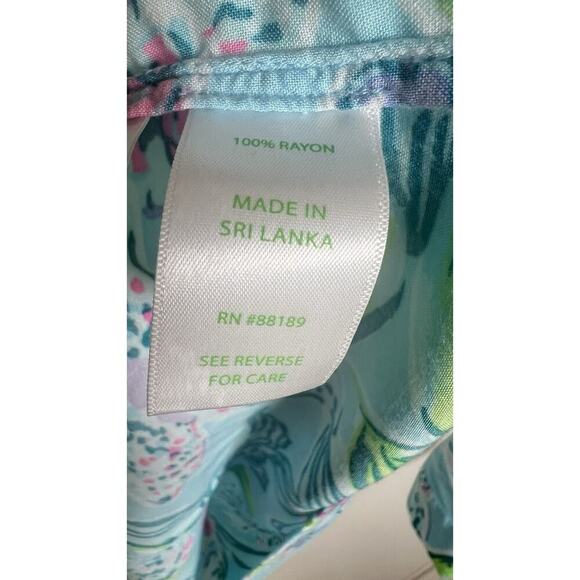 100% RAYON
MADE IN
SRI LANKA
RN #88189
SEE REVERSE
FOR CARE